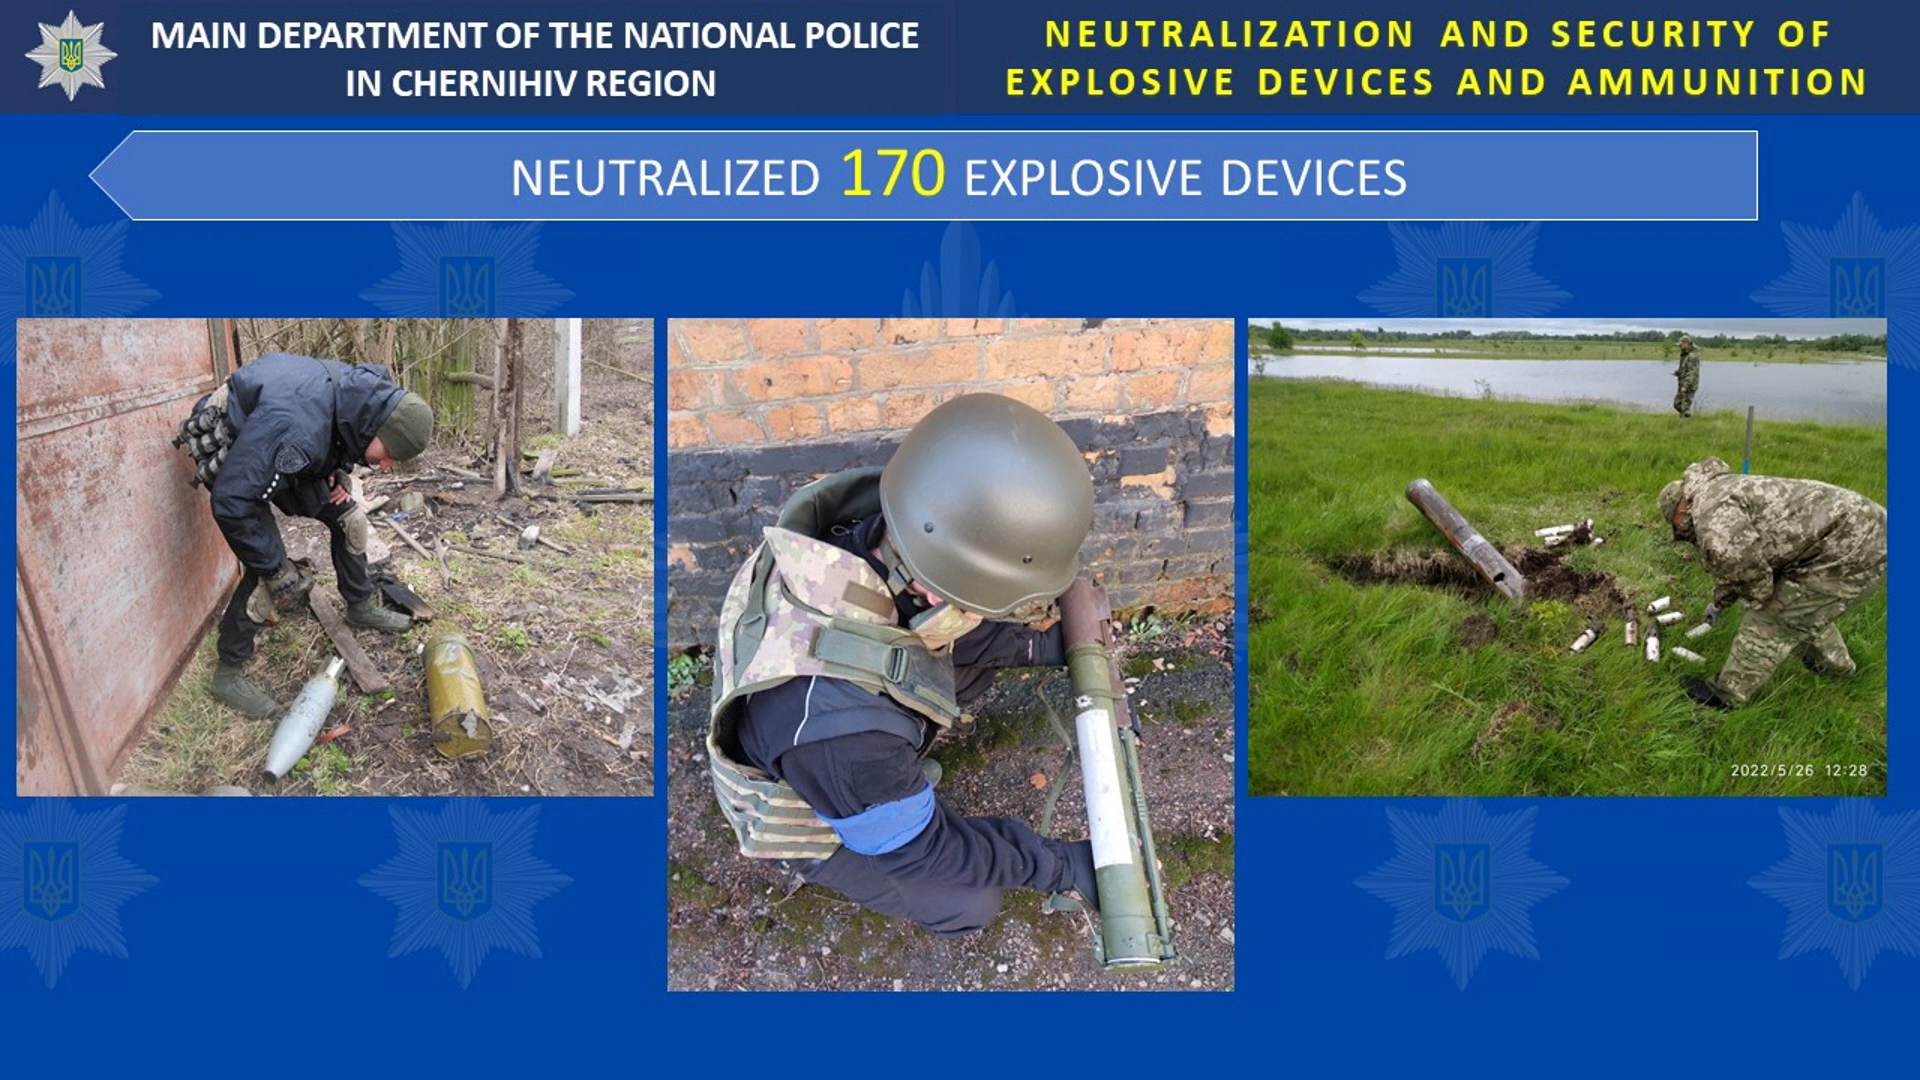 MAIN DEPARTMENT OF THE NATIONAL POLICE
IN CHERNIHIV REGION
NEUTRALIZATION AND SECURITY OF
EXPLOSIVE DEVICES AND AMMUNITION
NEUTRALIZED 170 EXPLOSIVE DEVICES
2022/5/26 12:28